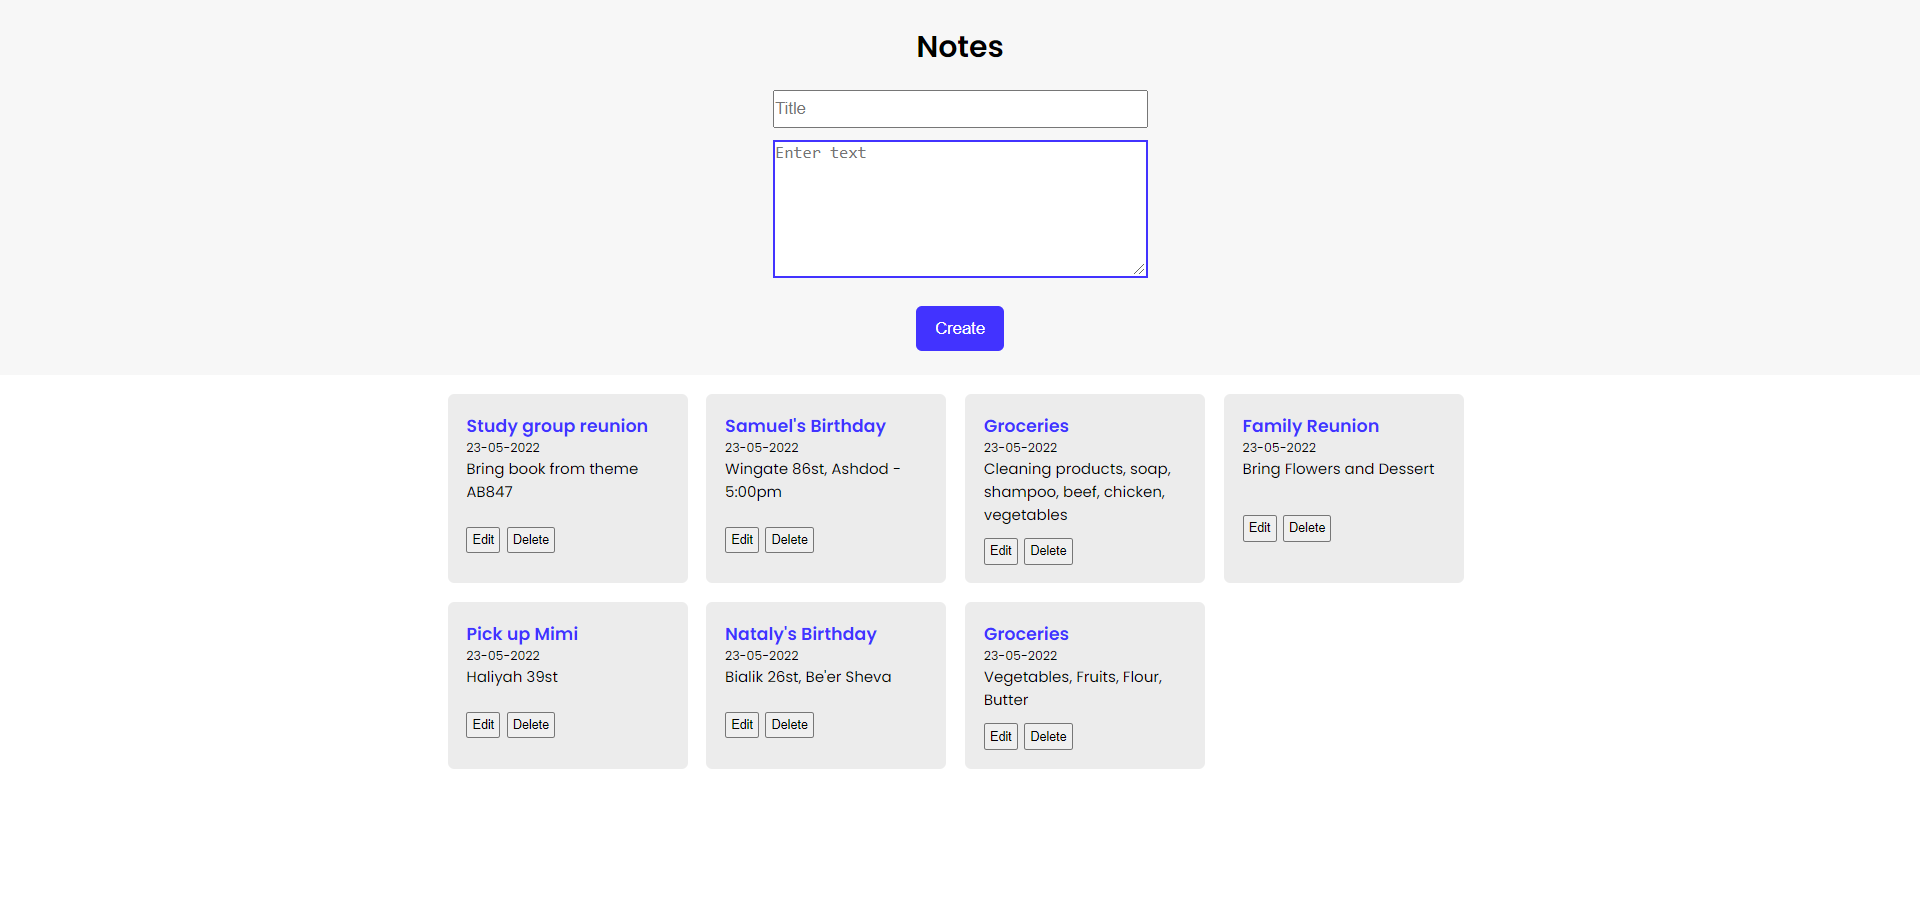 Notes
Title
Enter text
Create
Study group reunion
23-05-2022
Bring book from theme
AB847
Edit Delete
Samuel's Birthday
23-05-2022
Wingate 86st, Ashdod -
5:00pm
Edit Delete
Groceries
23-05-2022
Cleaning products, soap,
shampoo, beef, chicken,
vegetables
Edit Delete
Family Reunion
23-05-2022
Bring Flowers and Dessert
Edit Delete
Pick up Mimi
23-05-2022
Haliyah 39st
Edit Delete
Nataly's Birthday
23-05-2022
Bialik 26st, Be'er Sheva
Edit Delete
Groceries
23-05-2022
Vegetables, Fruits, Flour,
Butter
Edit Delete